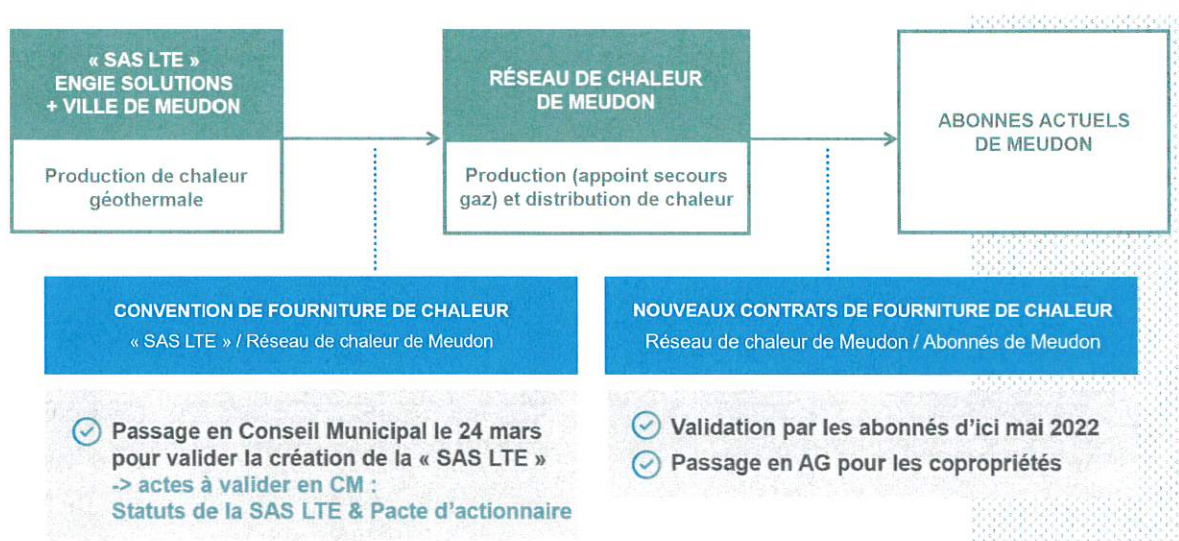 « SAS LTE »
ENGIE SOLUTIONS
+ VILLE DE MEUDON
Production de chaleur
géothermale
RÉSEAU DE CHALEUR
DE MEUDON
Production (appoint secours
gaz) et distribution de chaleur
ABONNES ACTUELS
DE MEUDON
CONVENTION DE FOURNITURE DE CHALEUR
« SAS LTE » / Réseau de chaleur de Meudon
Passage en Conseil Municipal le 24 mars
pour valider la création de la « SAS LTE »
-> actes à valider en CM :
Statuts de la SAS LTE & Pacte d'actionnaire
NOUVEAUX CONTRATS DE FOURNITURE DE CHALEUR
Réseau de chaleur de Meudon / Abonnés de Meudon
Validation par les abonnés d'ici mai 2022
Passage en AG pour les copropriétés